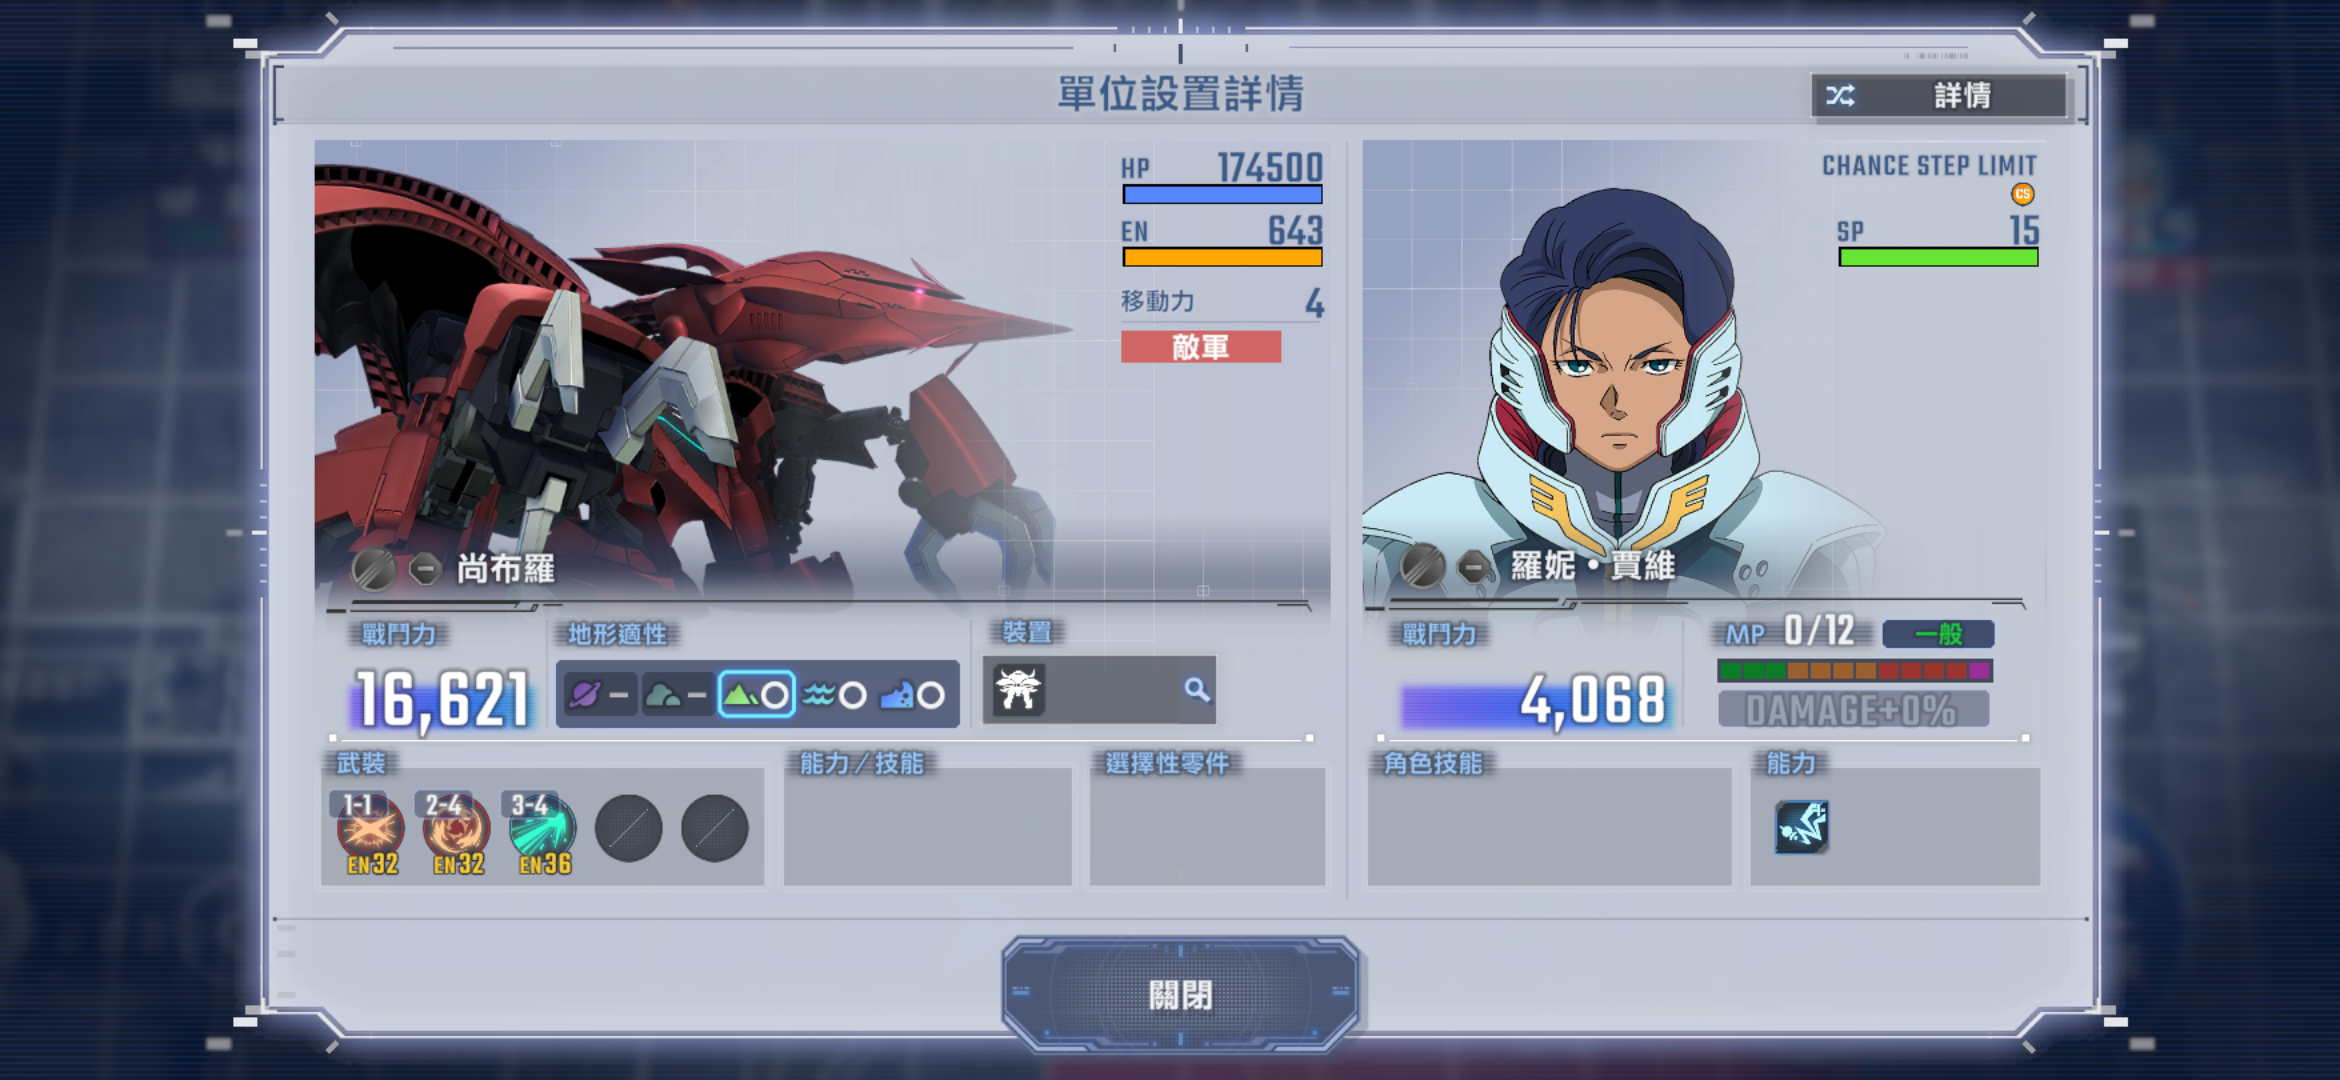 單位設置詳情
詳情
HP 174500
EN 643
移動力 4
敵軍
尚布羅
戰鬥力
16,621
地形適性
裝置
武裝
1-1 EN32
2-4 EN32
3-4 EN36
能力/技能
選擇性零件
CHANCE STEP LIMIT
CS
SP 15
羅妮・賈維
戰鬥力
4,068
MP 0/12 一般
DAMAGE+0%
角色技能
能力
關閉